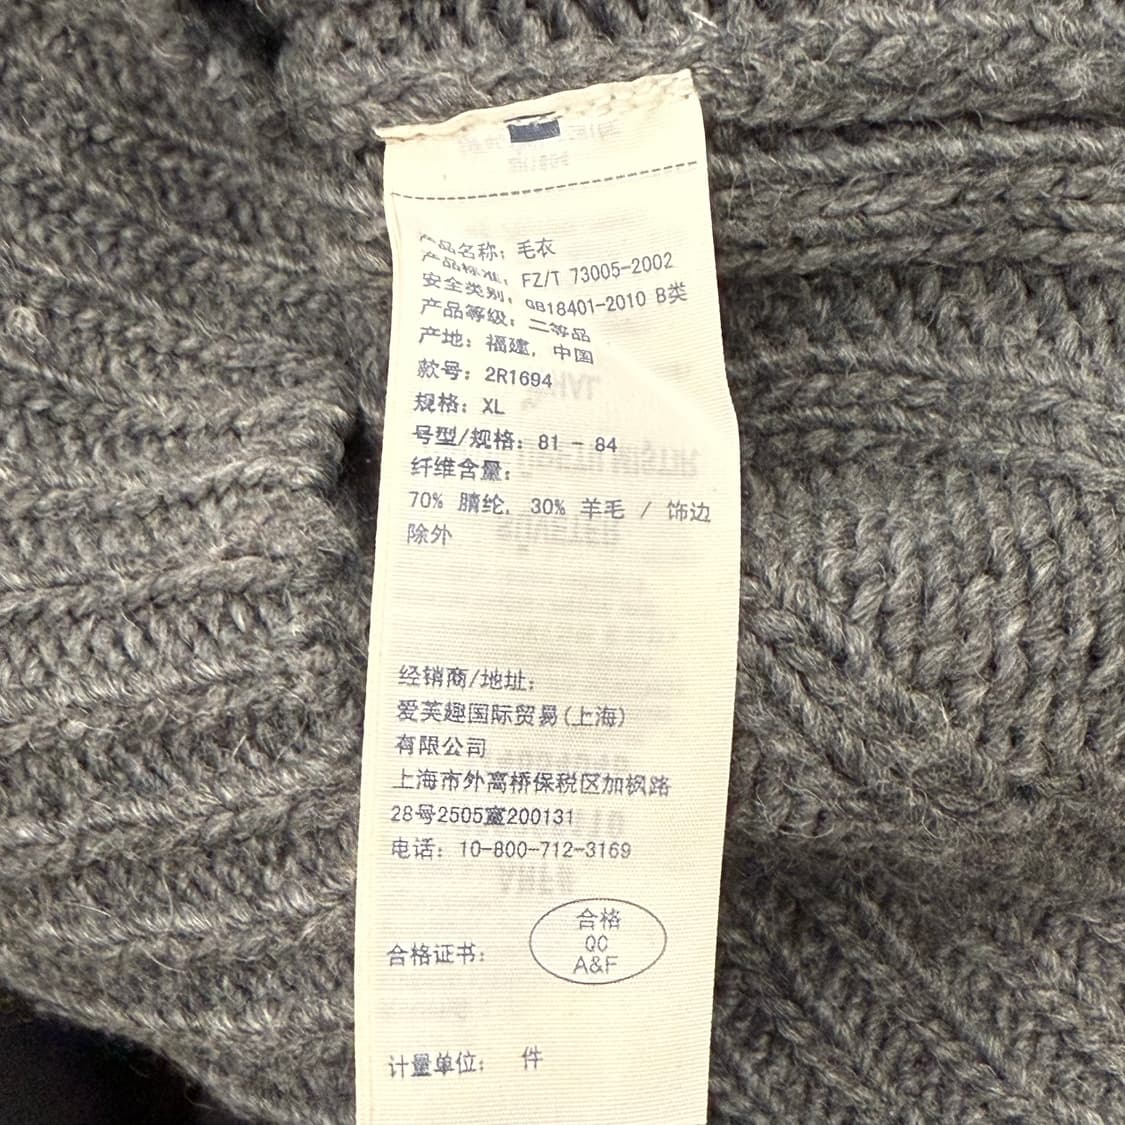 产品名称: 毛衣
产品标准: FZ/T 73005-2002
安全类别: GB18401-2010 B类
产品等级: 二等品
产地: 福建, 中国
款号: 2R1694
规格: XL
号型/规格: 81 - 84
纤维含量:
70% 腈纶, 30% 羊毛 / 饰边
除外
经销商/地址:
爱芙趣国际贸易(上海)
有限公司
上海市外高桥保税区加枫路
28号2505室200131
电话: 10-800-712-3169
合格
QC
A&F
合格证书:
计量单位: 件